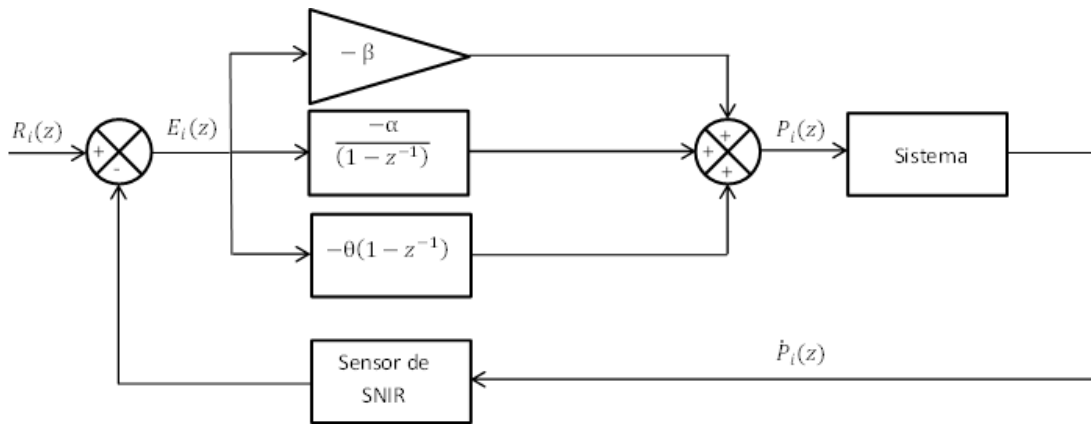 − β
R_i(z)
+
-
E_i(z)
−α
(1 − z^{−1})
+
+
+
P_i(z)
Sistema
−θ(1 − z^{−1})
Sensor de
SNIR
Ṗ_i(z)